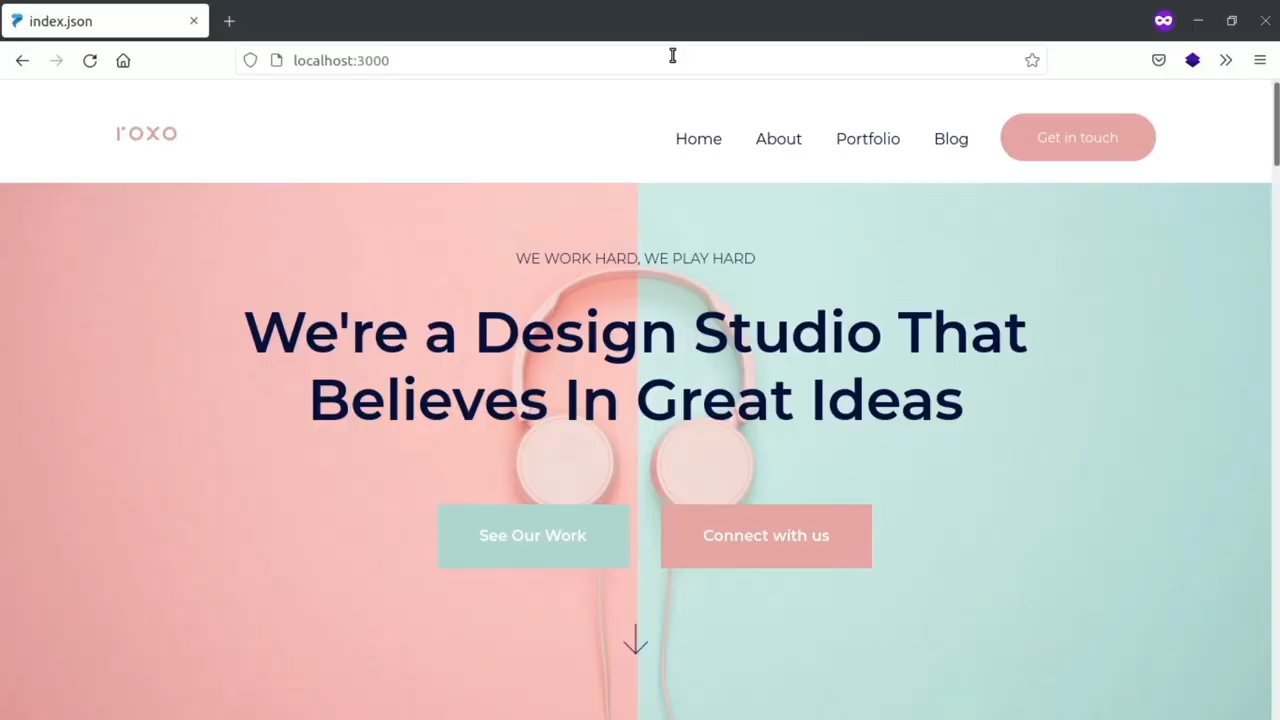 index.json
localhost:3000
roxo
Home
About
Portfolio
Blog
Get in touch
WE WORK HARD, WE PLAY HARD
We're a Design Studio That
Believes In Great Ideas
See Our Work
Connect with us